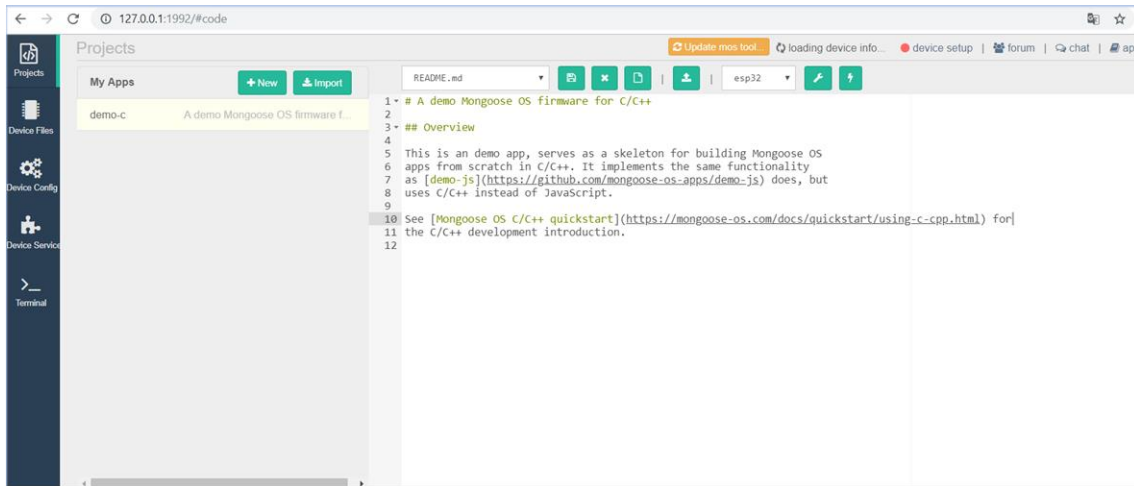 127.0.0.1:1992/#code
Projects
Projects
Update mos tool...
loading device info...
device setup | forum | chat |
My Apps
New
Import
README.md
| |
esp32
demo-c
A demo Mongoose OS firmware f...
Device Files
Device Config
Terminal
1 # A demo Mongoose OS firmware for C/C++
2
3 ## Overview
4
5 This is an demo app, serves as a skeleton for building Mongoose OS
6 apps from scratch in C/C++. It implements the same functionality
7 as [demo-js](https://github.com/mongoose-os-apps/demo-js) does, but
8 uses C/C++ instead of JavaScript.
9
10 See [Mongoose OS C/C++ quickstart](https://mongoose-os.com/docs/quickstart/using-c-cpp.html) for
11 the C/C++ development introduction.
12